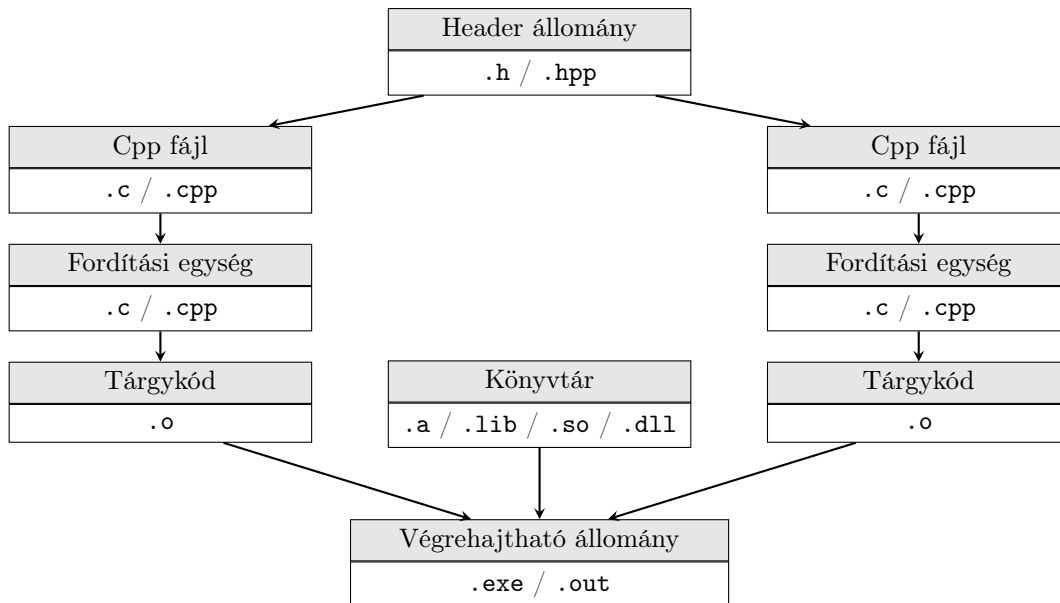 Header állomány
.h / .hpp
Cpp fájl
.c / .cpp
Cpp fájl
.c / .cpp
Fordítási egység
.c / .cpp
Fordítási egység
.c / .cpp
Tárgykód
.o
Könyvtár
.a / .lib / .so / .dll
Tárgykód
.o
Végrehajtható állomány
.exe / .out